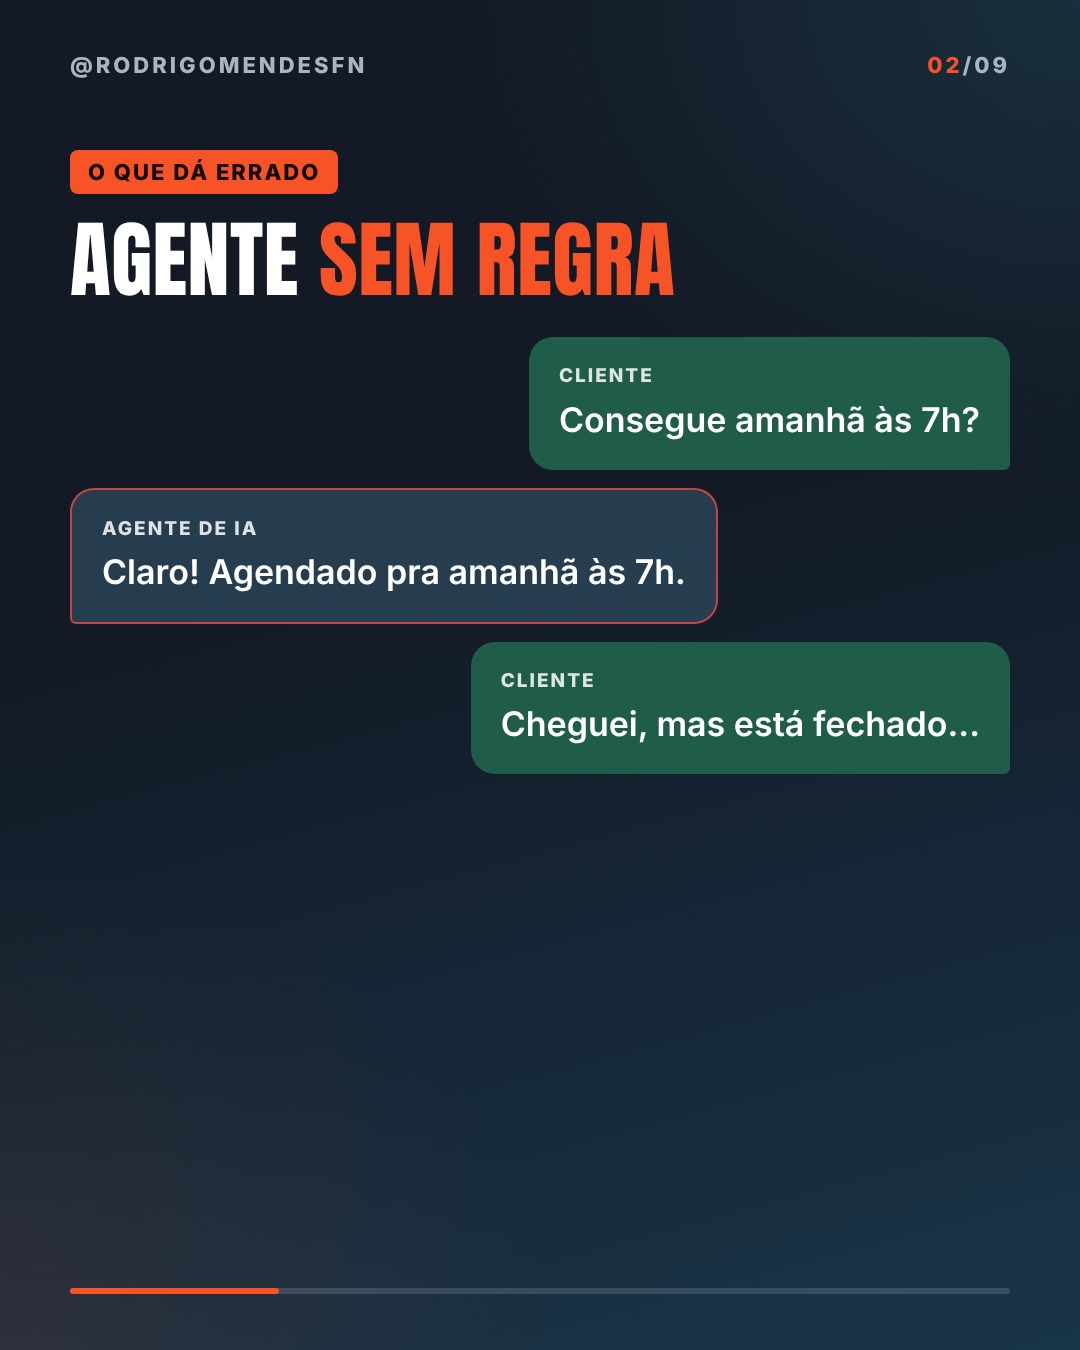 @RODRIGOMENDESFN
02/09
O QUE DÁ ERRADO
AGENTE SEM REGRA
CLIENTE
Consegue amanhã às 7h?
AGENTE DE IA
Claro! Agendado pra amanhã às 7h.
CLIENTE
Cheguei, mas está fechado...